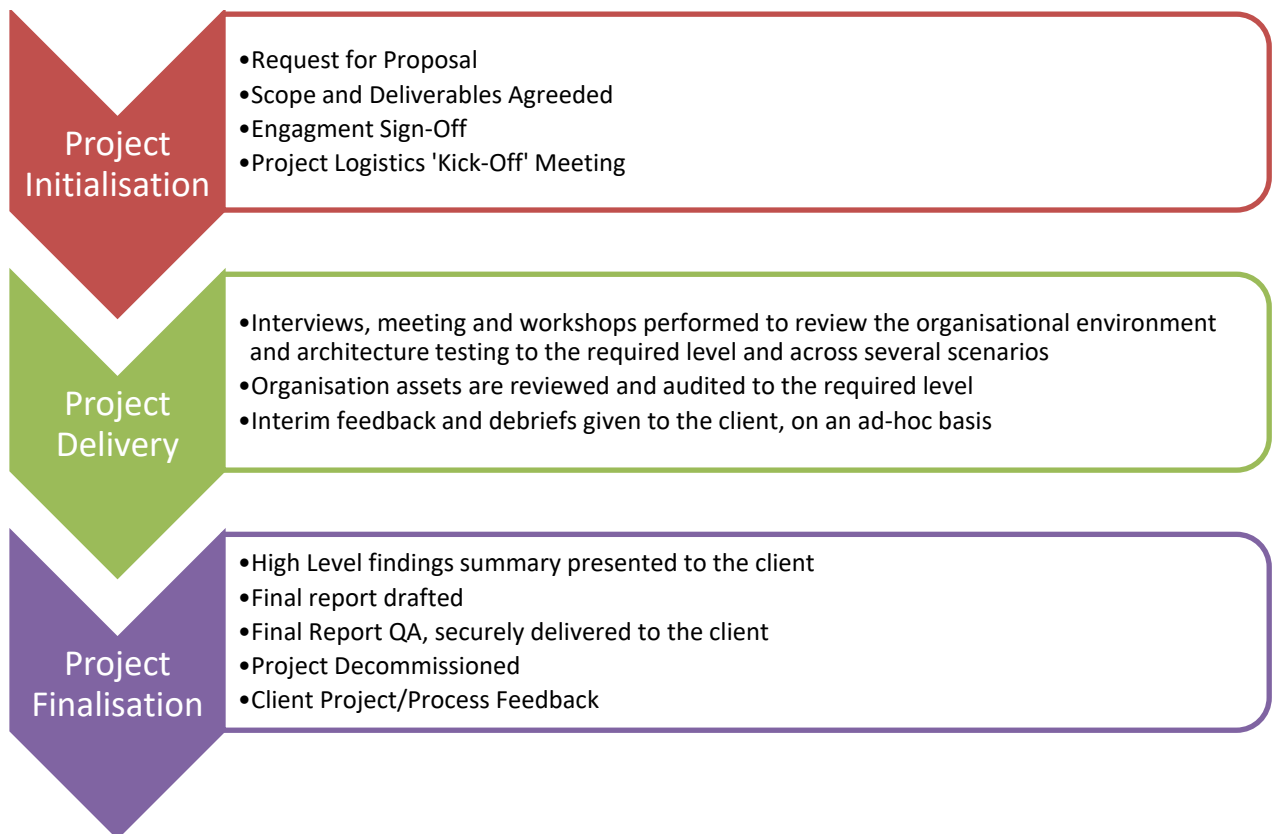 Project
Initialisation
•Request for Proposal
•Scope and Deliverables Agreeded
•Engagment Sign-Off
•Project Logistics 'Kick-Off' Meeting
Project
Delivery
•Interviews, meeting and workshops performed to review the organisational environment
and architecture testing to the required level and across several scenarios
•Organisation assets are reviewed and audited to the required level
•Interim feedback and debriefs given to the client, on an ad-hoc basis
Project
Finalisation
•High Level findings summary presented to the client
•Final report drafted
•Final Report QA, securely delivered to the client
•Project Decommissioned
•Client Project/Process Feedback